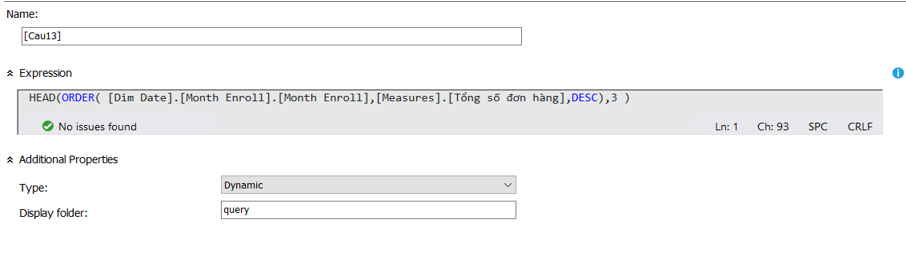 Name:
[Cau13]
Expression
HEAD(ORDER( [Dim Date].[Month Enroll].[Month Enroll],[Measures].[Tổng số đơn hàng],DESC),3 )
No issues found Ln: 1 Ch: 93 SPC CRLF
Additional Properties
Type: Dynamic
Display folder: query